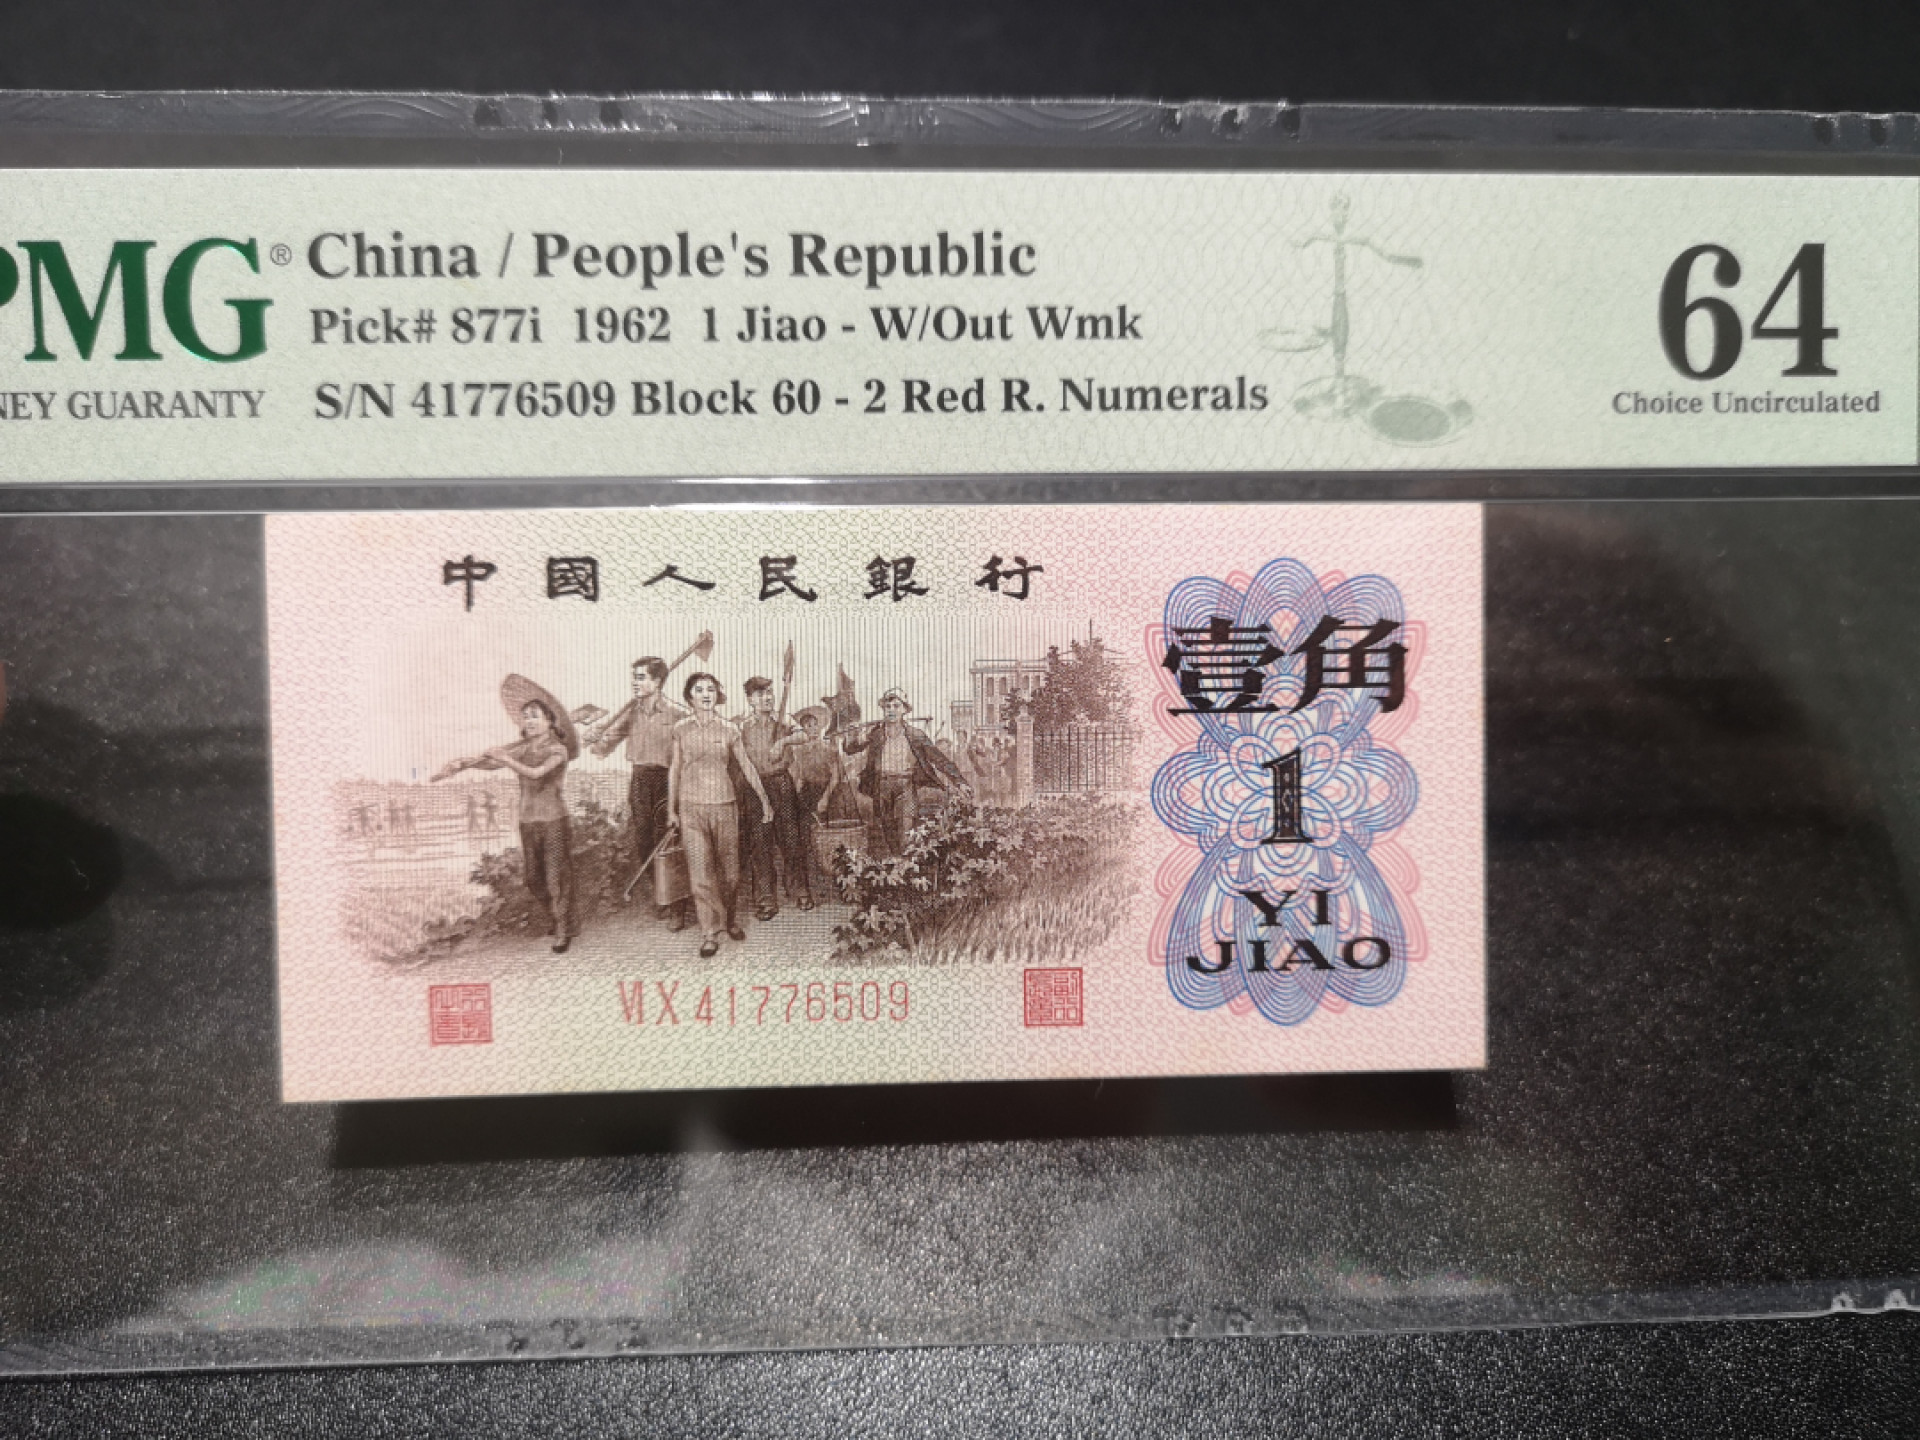 PMG®
NEY GUARANTY
China / People's Republic
Pick# 877i 1962 1 Jiao - W/Out Wmk
S/N 41776509 Block 60 - 2 Red R. Numerals
64
Choice Uncirculated
中國人民銀行
壹角
1
YI
JIAO
VI X 41776509